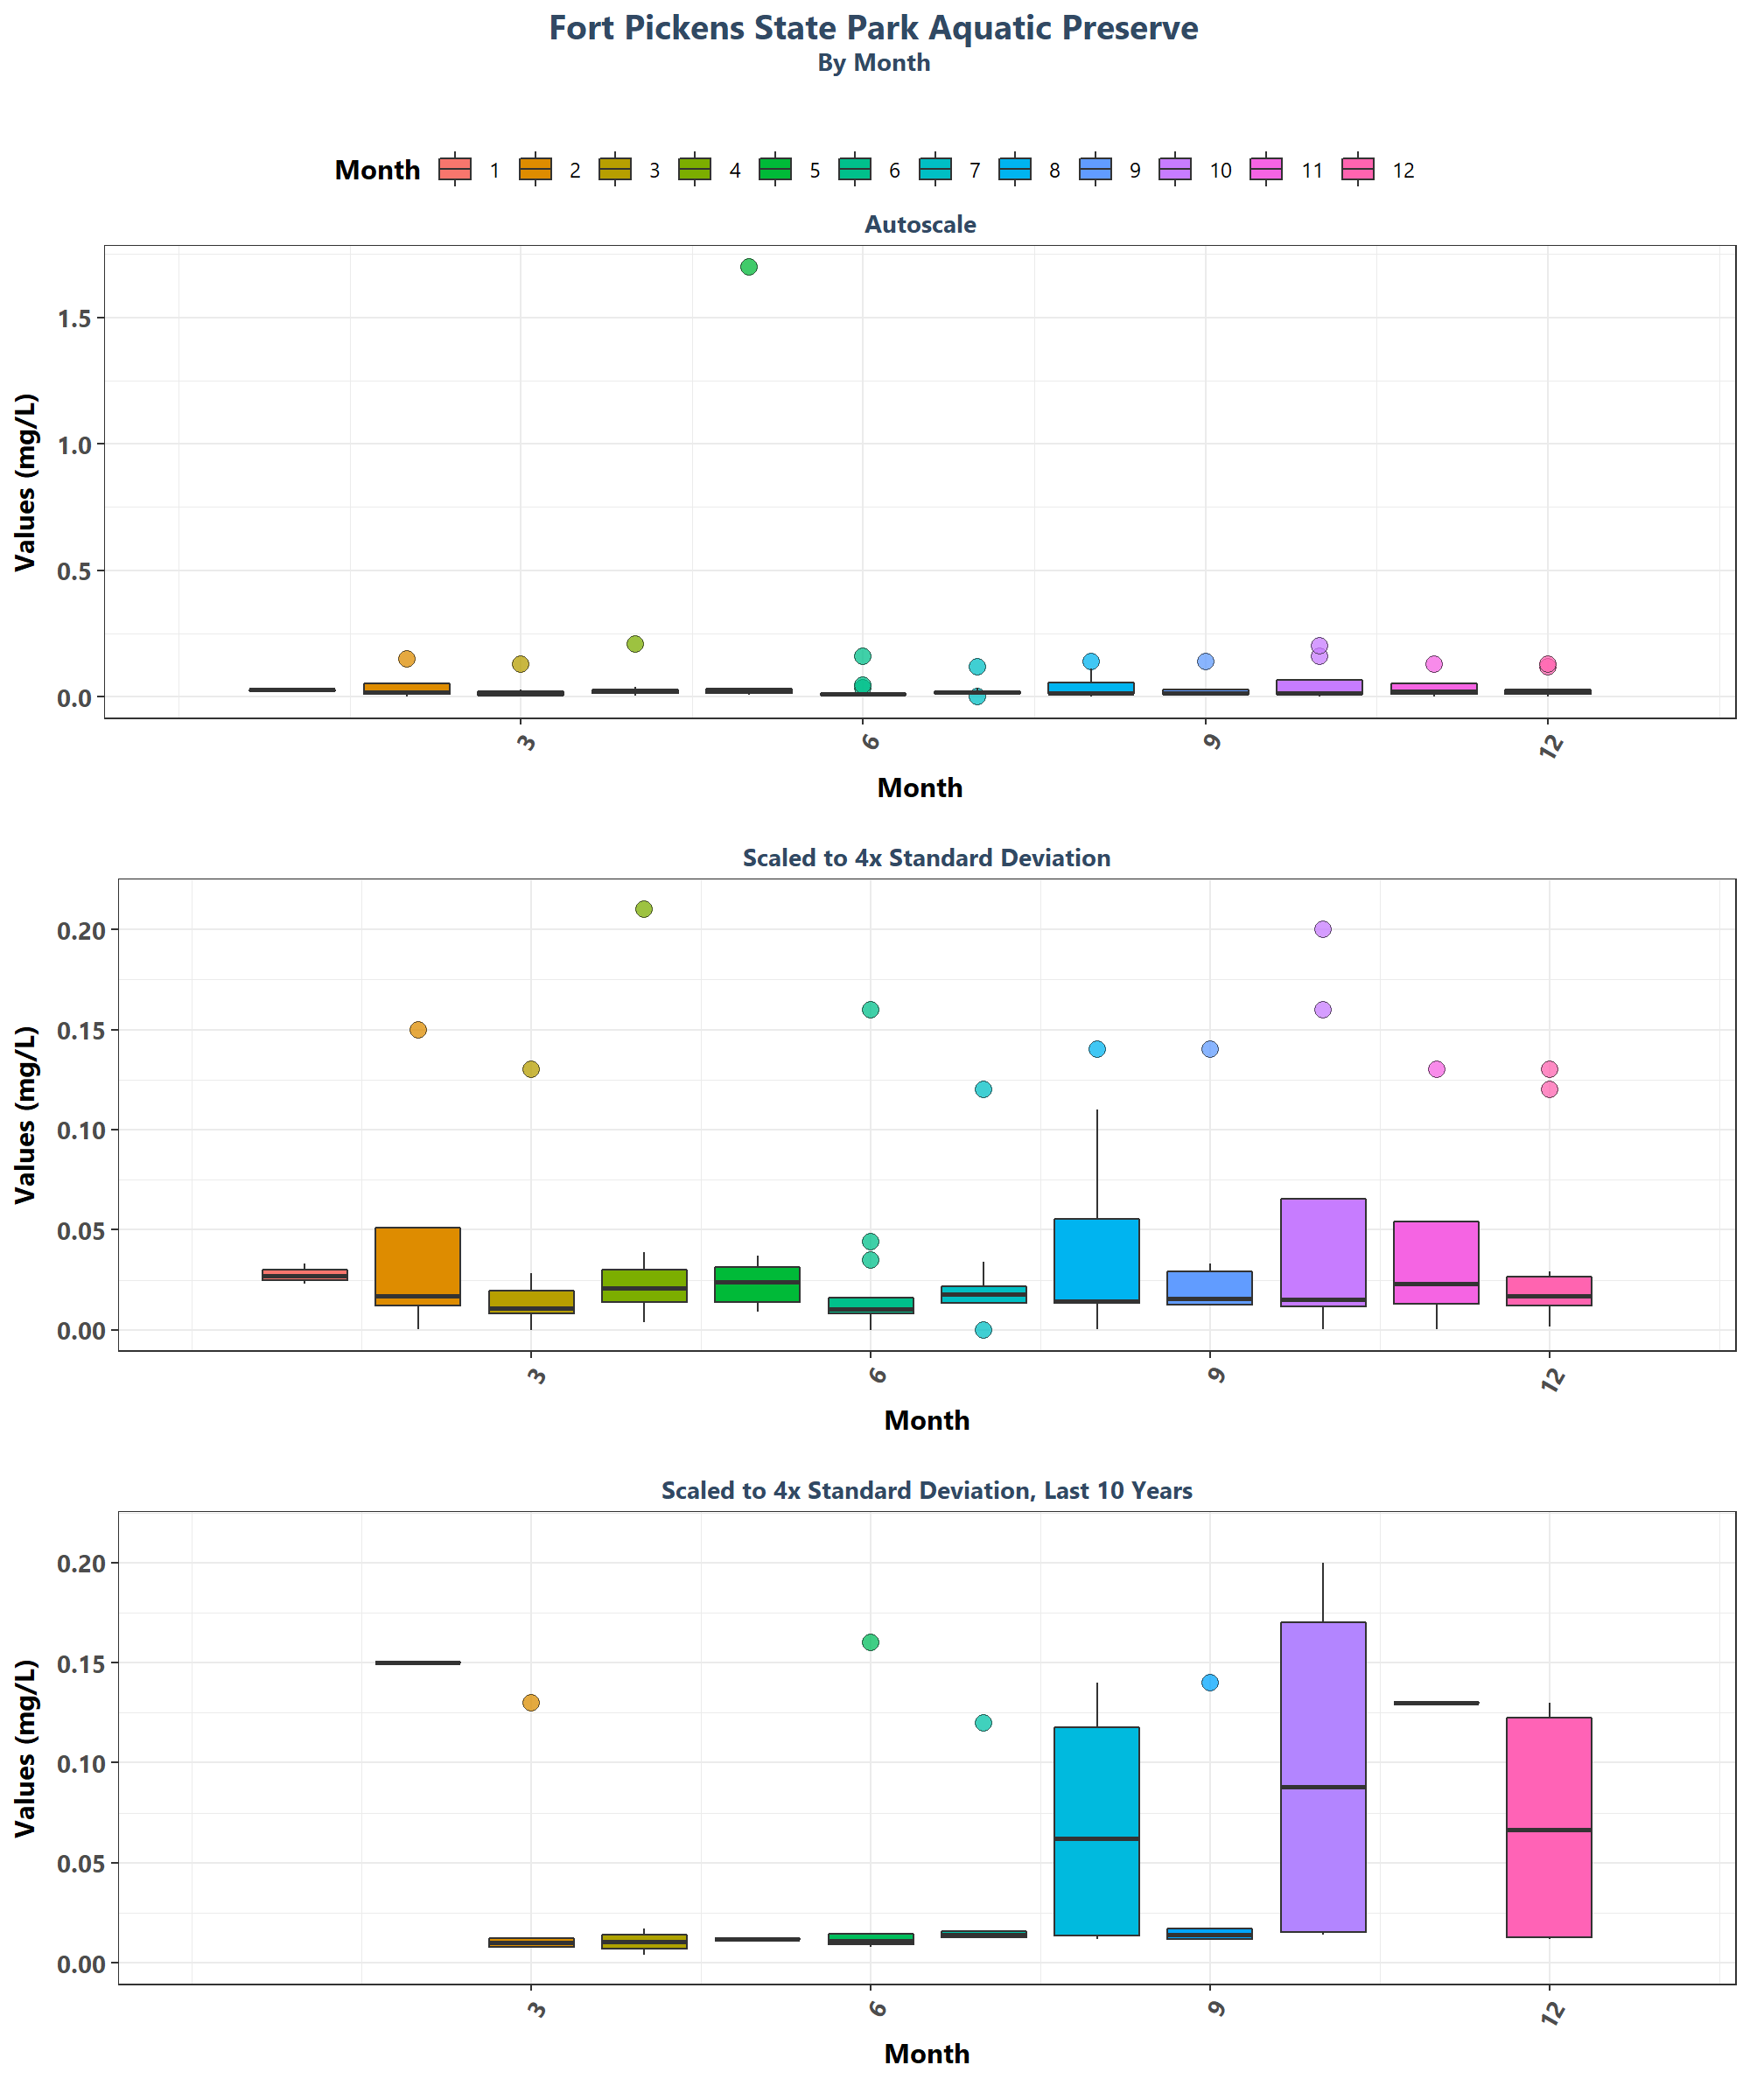 Fort Pickens State Park Aquatic Preserve
By Month
Month 1 2 3 4 5 6 7 8 9 10 11 12
Autoscale
Values (mg/L)
1.5
1.0
0.5
0.0
3 6 9 12
Month
Scaled to 4x Standard Deviation
Values (mg/L)
0.20
0.15
0.10
0.05
0.00
3 6 9 12
Month
Scaled to 4x Standard Deviation, Last 10 Years
Values (mg/L)
0.20
0.15
0.10
0.05
0.00
3 6 9 12
Month